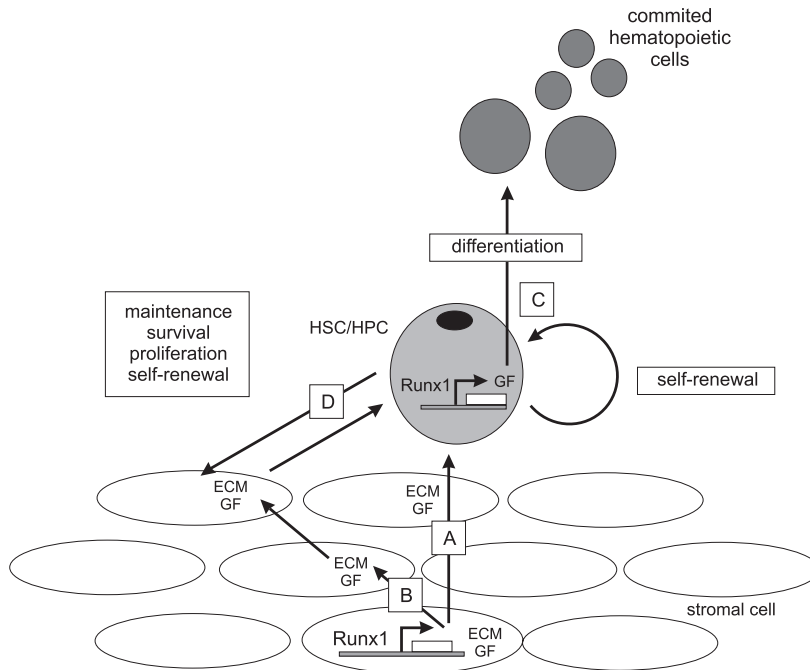 commited
hematopoietic
cells
differentiation
C
maintenance
survival
proliferation
self-renewal
HSC/HPC
Runx1
GF
self-renewal
D
ECM
GF
ECM
GF
A
ECM
GF
B
stromal cell
Runx1
ECM
GF